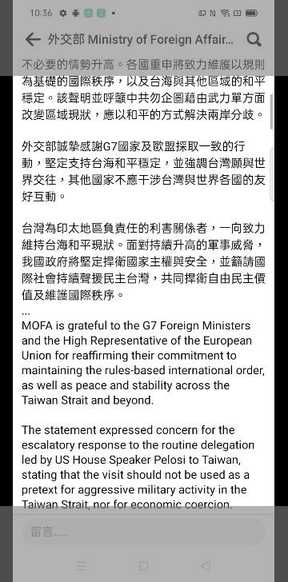 10:36
外交部 Ministry of Foreign Affair...
不必要的情勢升高。各國重申將致力維護以規則
為基礎的國際秩序，以及台海與其他區域的和平
穩定。該聲明並呼籲中共勿企圖藉由武力單方面
改變區域現狀，應以和平的方式解決兩岸分歧。
外交部誠摯感謝G7國家及歐盟採取一致的行
動，堅定支持台海和平穩定，並強調台灣願與世
界交往，其他國家不應干涉台灣與世界各國的友
好互動。
台灣為印太地區負責任的利害關係者，一向致力
維持台海和平現狀。面對持續升高的軍事威脅，
我國政府將堅定捍衛國家主權與安全，並籲請國
際社會持續聲援民主台灣，共同捍衛自由民主價
值及維護國際秩序。
...
MOFA is grateful to the G7 Foreign Ministers
and the High Representative of the European
Union for reaffirming their commitment to
maintaining the rules-based international order,
as well as peace and stability across the
Taiwan Strait and beyond.
The statement expressed concern for the
escalatory response to the routine delegation
led by US House Speaker Pelosi to Taiwan,
stating that the visit should not be used as a
pretext for aggressive military activity in the
Taiwan Strait, nor for economic coercion.
留言......